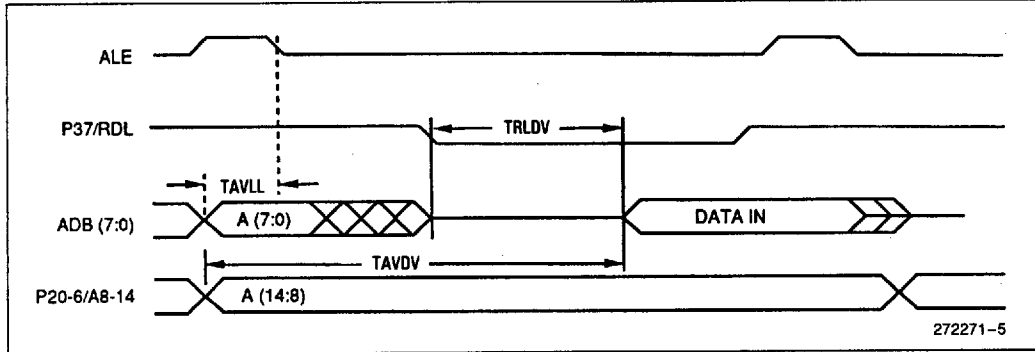 ALE
P37/RDL
TRLDV
TAVLL
ADB (7:0)
A (7:0)
DATA IN
TAVDV
P20-6/A8-14
A (14:8)
272271-5